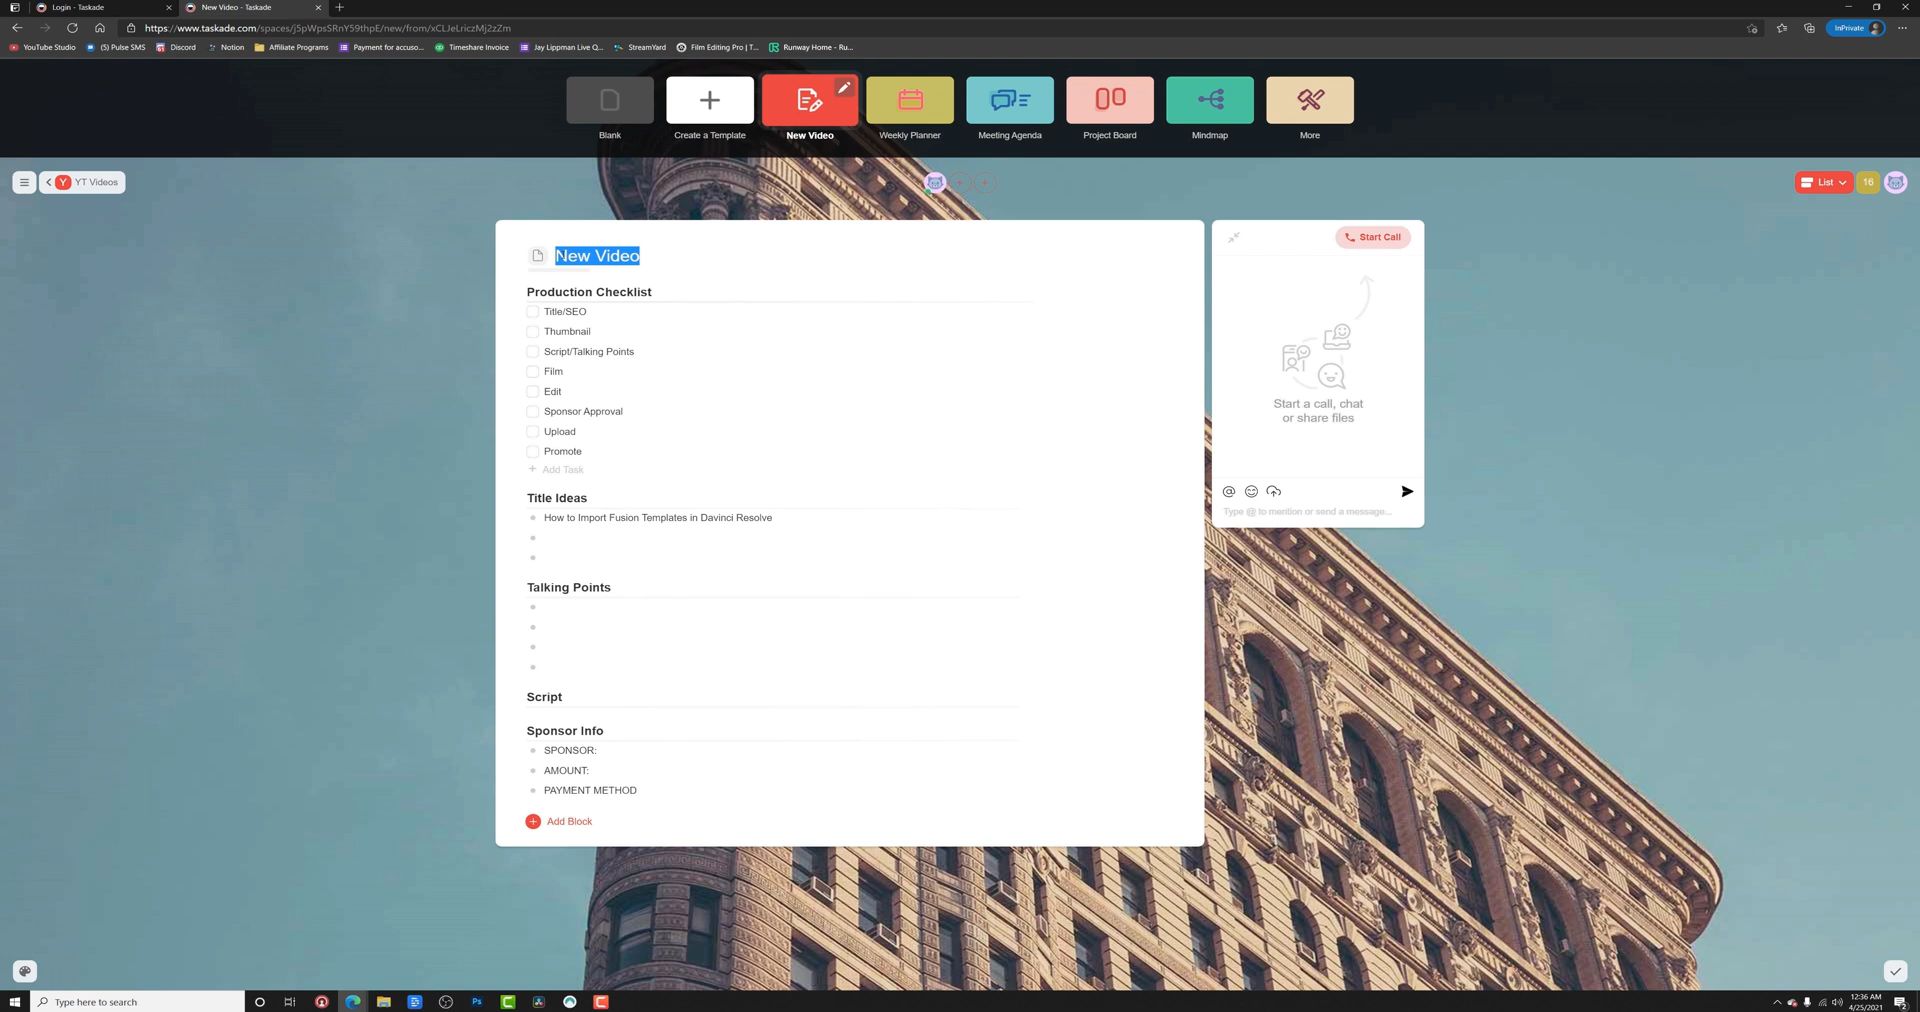 Login - Taskade
New Video - Taskade
https://www.taskade.com/spaces/j5pWpsSRnY59thpE/new/from/xCLJeLriczMj2zZm
InPrivate
YouTube Studio
(5) Pulse SMS
Discord
Notion
Affiliate Programs
Payment for accuso...
Timeshare Invoice
Jay Lippman Live Q...
StreamYard
Film Editing Pro | T...
Runway Home - Ru...
Blank
Create a Template
New Video
Weekly Planner
Meeting Agenda
Project Board
Mindmap
More
Y YT Videos
List
16
New Video
Start Call
Production Checklist
Title/SEO
Thumbnail
Script/Talking Points
Film
Edit
Sponsor Approval
Upload
Promote
+ Add Task
Start a call, chat
or share files
Type @ to mention or send a message...
Title Ideas
How to Import Fusion Templates in Davinci Resolve
Talking Points
Script
Sponsor Info
SPONSOR:
AMOUNT:
PAYMENT METHOD
Add Block
Type here to search
Ps
12:36 AM
4/25/2021